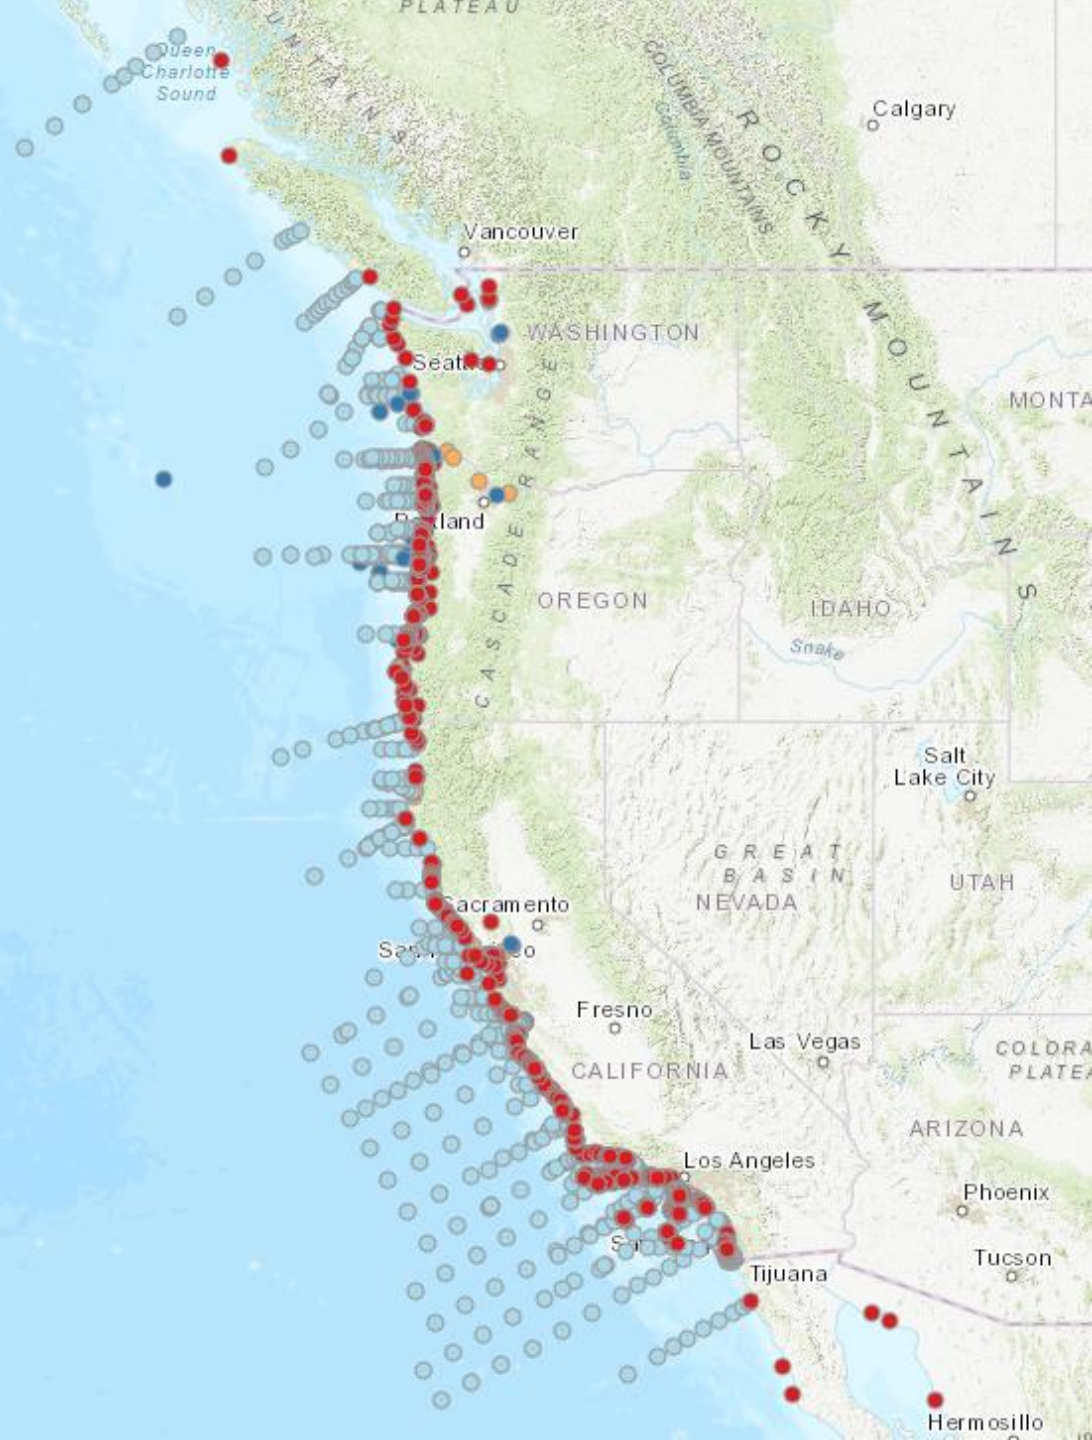 PLATEAU
UNTAINS
Queen
Charlotte
Sound
COLUMBIA MOUNTAINS
Columbia
ROCKY MOUNTAINS
Calgary
Vancouver
WASHINGTON
MONTA
CASCADE RANGE
OREGON
IDAHO
Snake
Salt
Lake City
GREAT
BASIN
NEVADA
UTAH
Sacramento
Fresno
Las Vegas
COLORA
PLATEA
CALIFORNIA
ARIZONA
Los Angeles
Phoenix
Tucson
Tijuana
Hermosillo